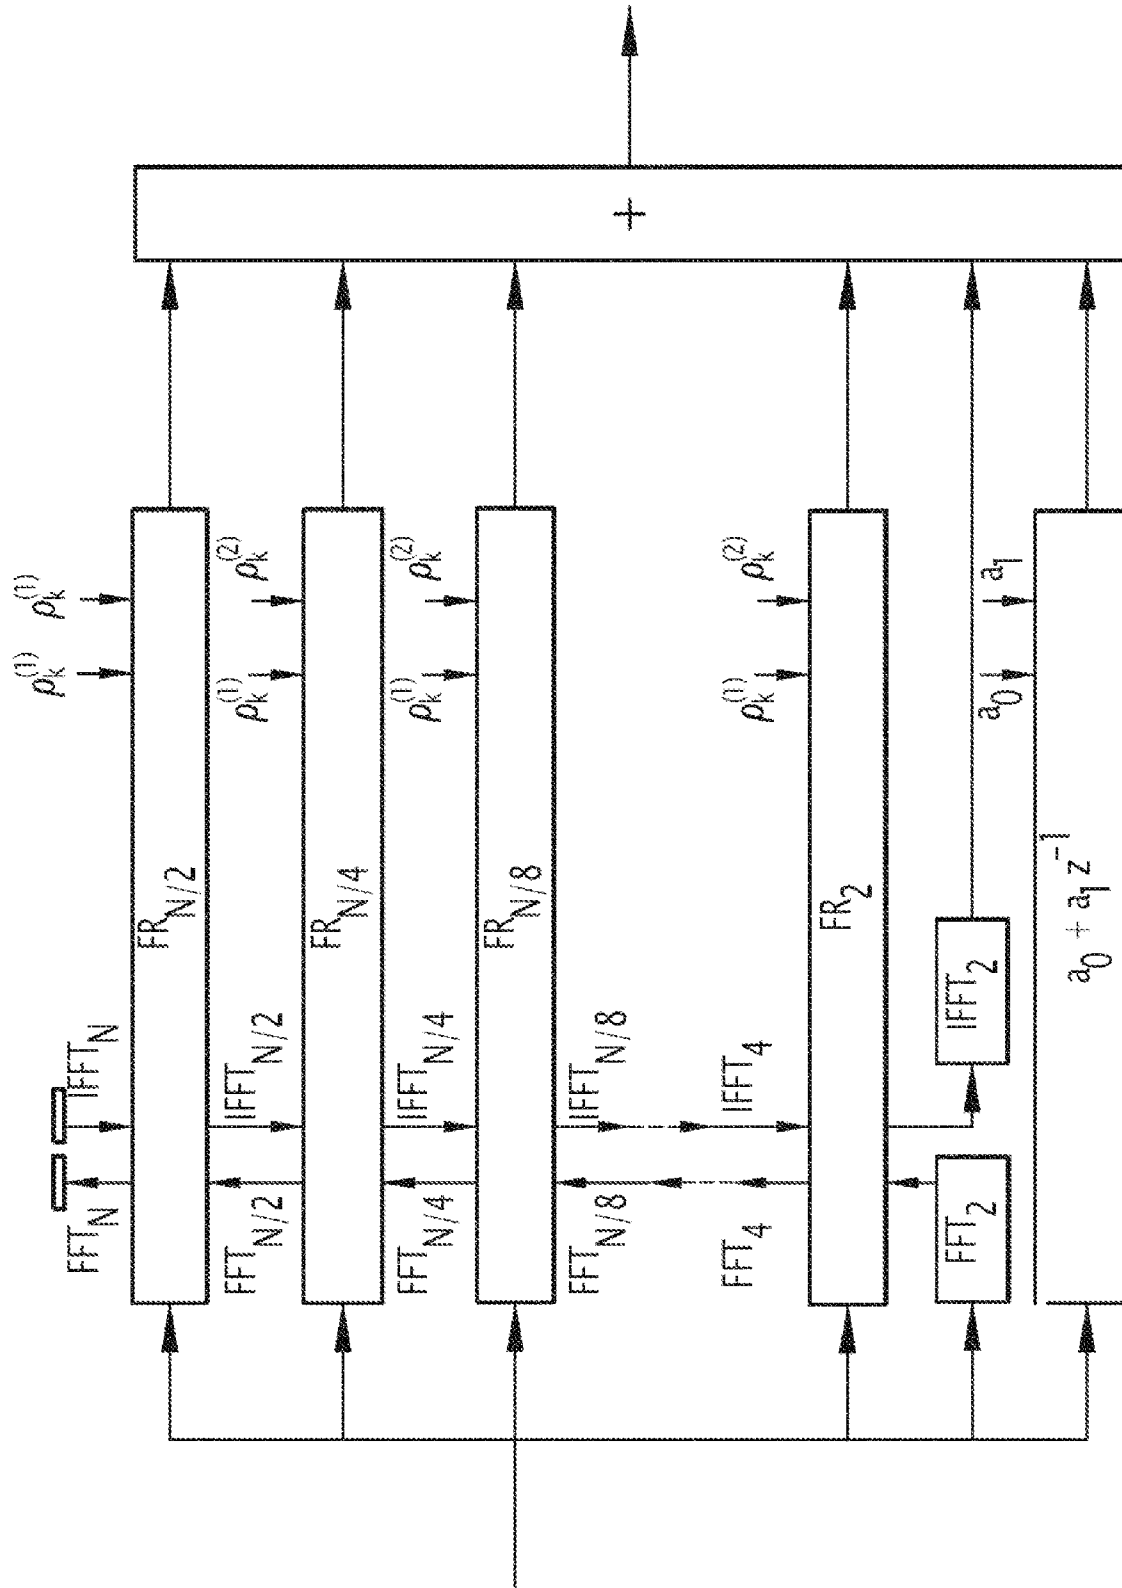 FFT_N
IFFT_N
ρ_k^(1)
ρ_k^(1)
FR_N/2
FFT_N/2
IFFT_N/2
ρ_k^(1)
ρ_k^(2)
FR_N/4
FFT_N/4
IFFT_N/4
ρ_k^(1)
ρ_k^(2)
FR_N/8
FFT_N/8
IFFT_N/8
FFT_4
IFFT_4
ρ_k^(1)
ρ_k^(2)
FR_2
FFT_2
IFFT_2
a_0
a_1
a_0 + a_1 z^-1
+